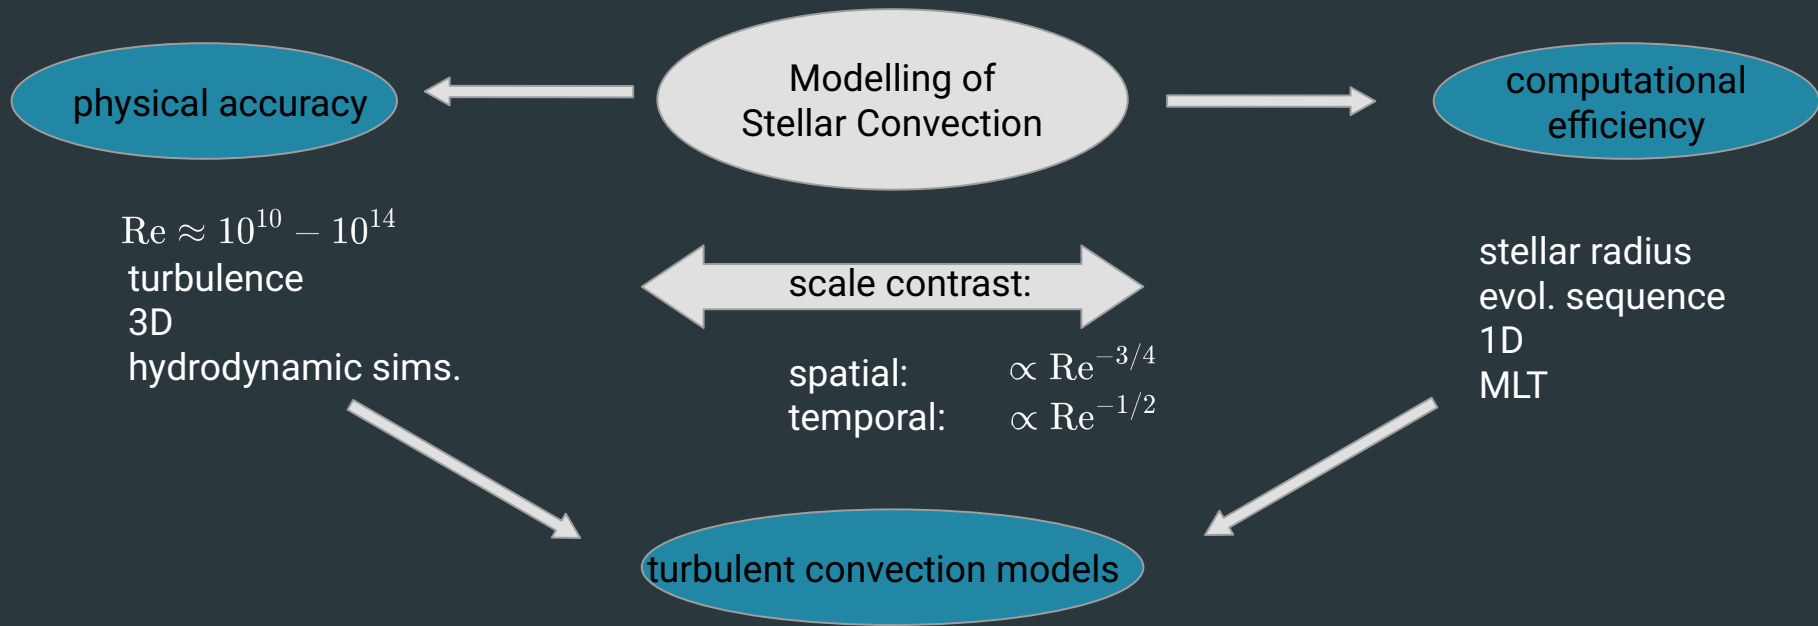 Modelling of
Stellar Convection
physical accuracy
computational
efficiency
Re ≈ 10^{10} − 10^{14}
turbulence
3D
hydrodynamic sims.
scale contrast:
spatial: ∝ Re^{−3/4}
temporal: ∝ Re^{−1/2}
stellar radius
evol. sequence
1D
MLT
turbulent convection models